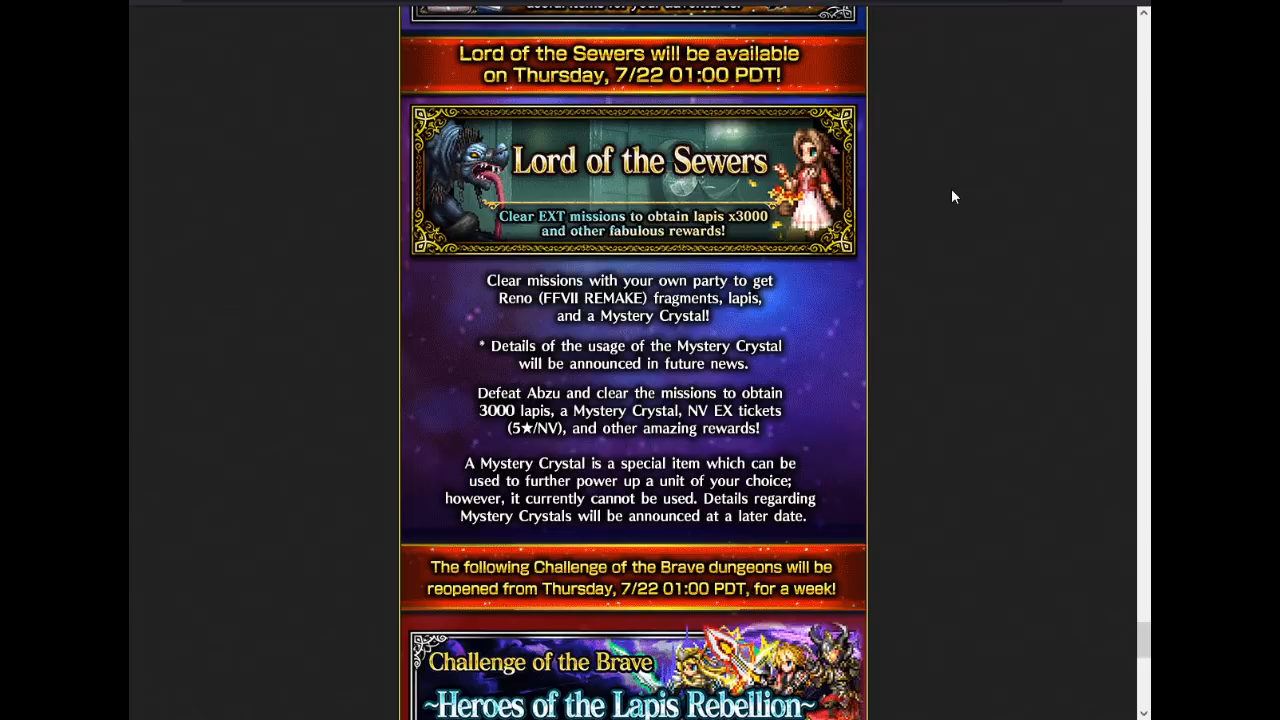 useful items for your adventures!
Lord of the Sewers will be available
on Thursday, 7/22 01:00 PDT!
Lord of the Sewers
Clear EXT missions to obtain lapis x3000
and other fabulous rewards!
Clear missions with your own party to get
Reno (FFVII REMAKE) fragments, lapis,
and a Mystery Crystal!
* Details of the usage of the Mystery Crystal
will be announced in future news.
Defeat Abzu and clear the missions to obtain
3000 lapis, a Mystery Crystal, NV EX tickets
(5★/NV), and other amazing rewards!
A Mystery Crystal is a special item which can be
used to further power up a unit of your choice;
however, it currently cannot be used. Details regarding
Mystery Crystals will be announced at a later date.
The following Challenge of the Brave dungeons will be
reopened from Thursday, 7/22 01:00 PDT, for a week!
Challenge of the Brave
~Heroes of the Lapis Rebellion~